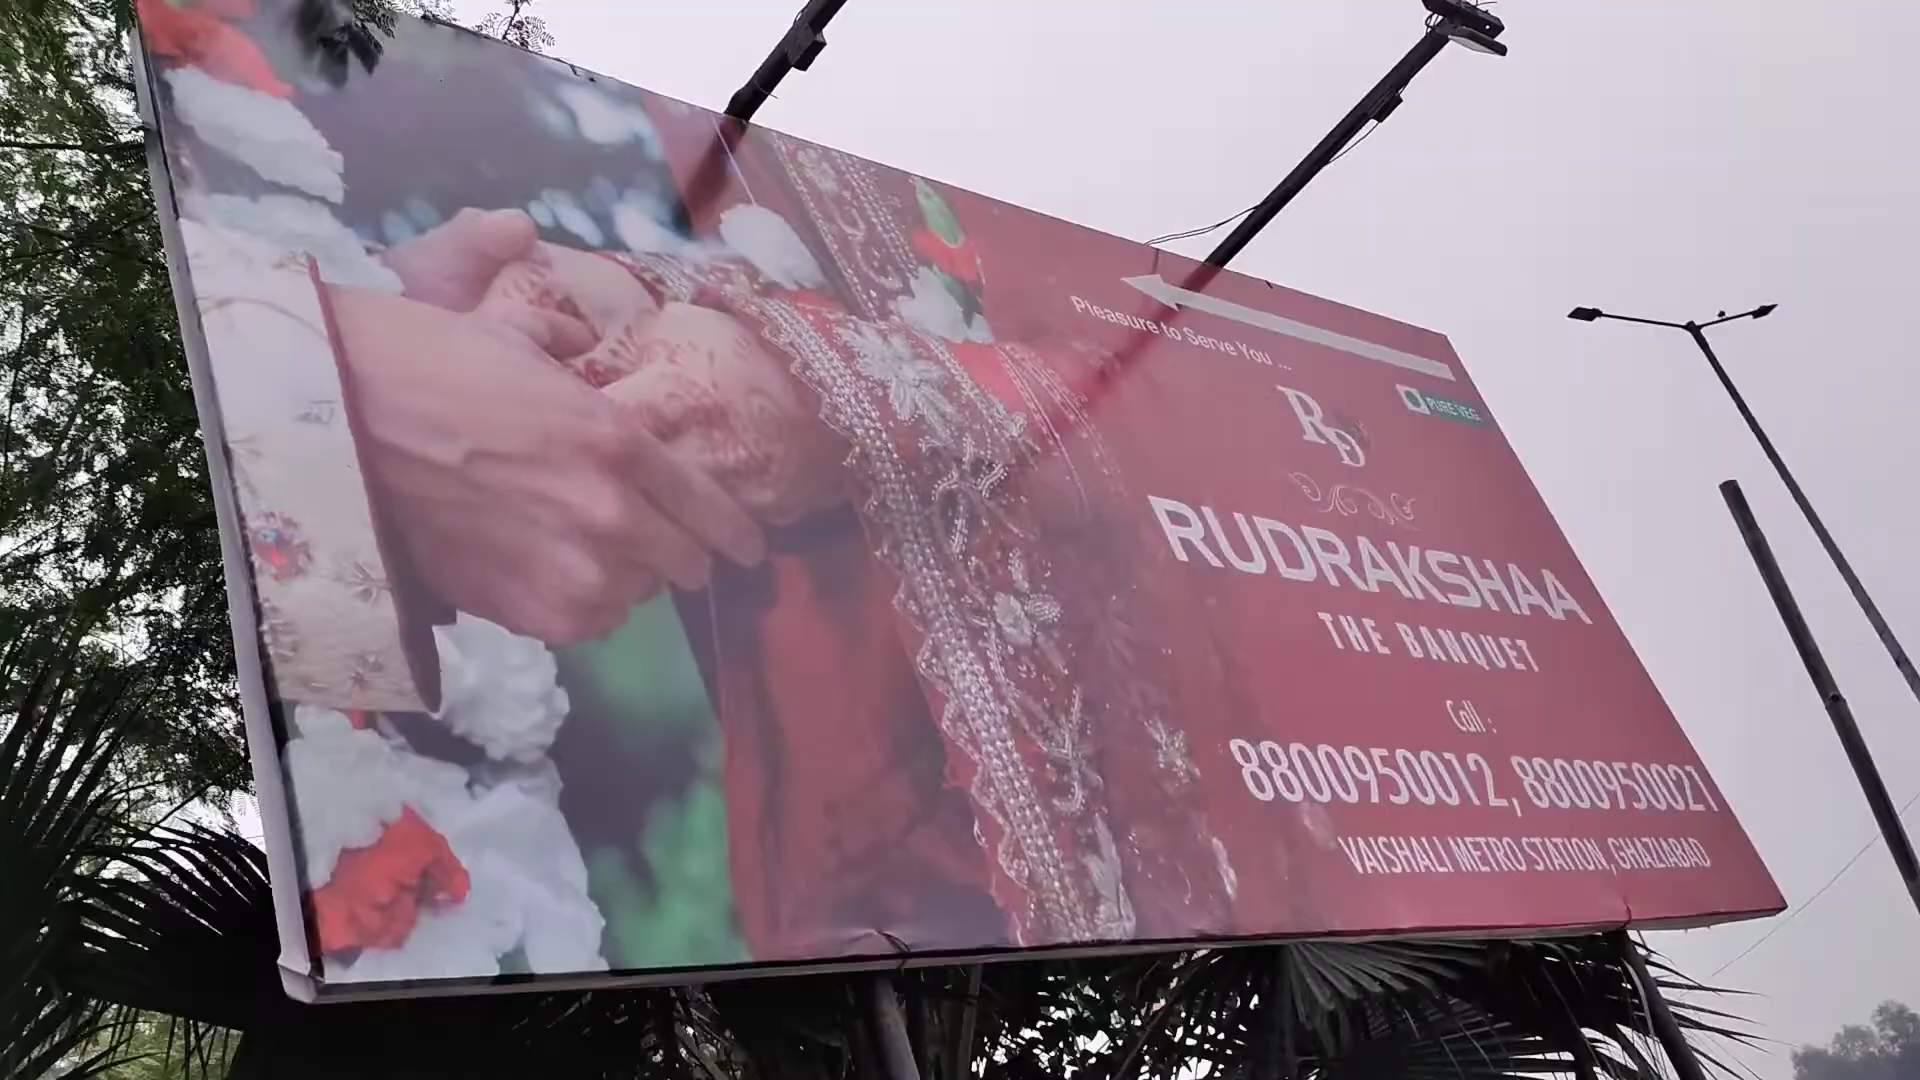 Pleasure to Serve You ...
PURE VEG
RD
RUDRAKSHAA
THE BANQUET
Call :
8800950012, 8800950021
VAISHALI METRO STATION, GHAZIABAD